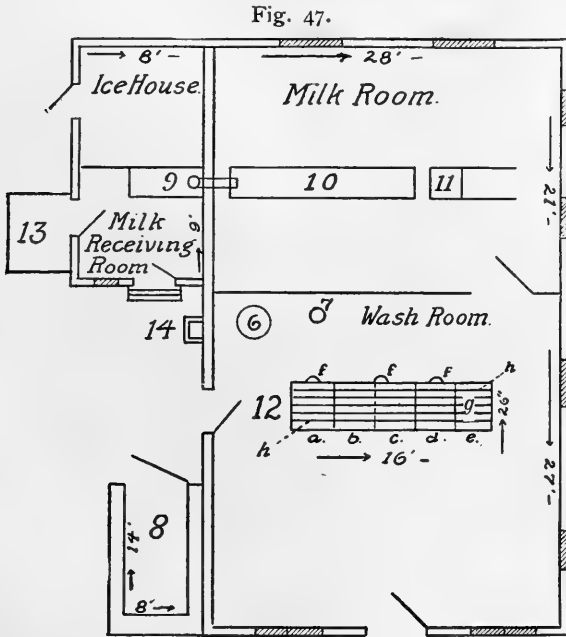 Fig. 47.
8'- 28'-
Ice House. Milk Room.
9 10 11
21'-
13 Milk
Receiving
Room
9'
14 6 7 Wash Room.
f f f h
12 g 26"
h a. b. c. d. e.
16'-
27'-
8
14'
8'-